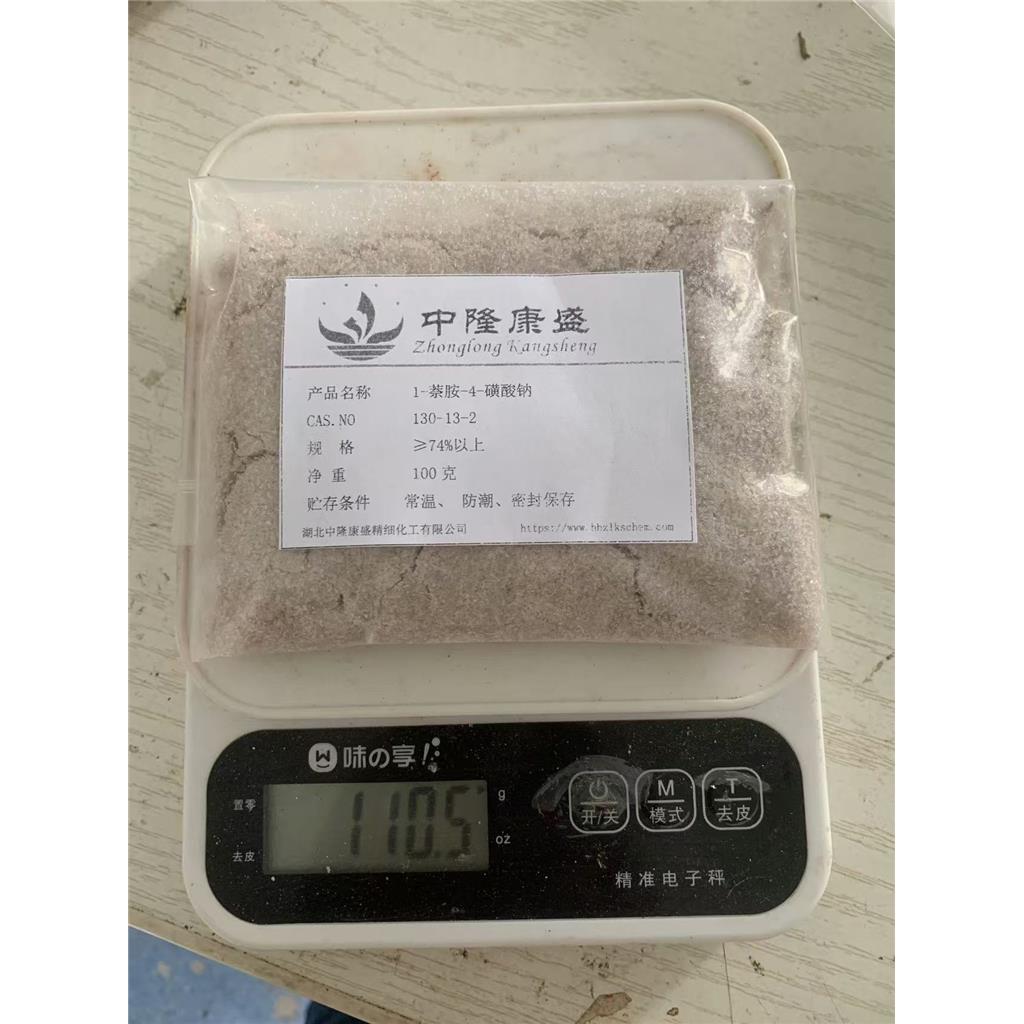 中隆康盛
Zhonglong Kangsheng
产品名称 1-萘胺-4-磺酸钠
CAS.NO 130-13-2
规 格 ≥74%以上
净 重 100 克
贮存条件 常温、 防潮、密封保存
湖北中隆康盛精细化工有限公司 https://www.hbzlkschem.com
味の享!
置零 110.5 g
去皮 oz
开/关 M 模式 T 去皮
精准电子秤